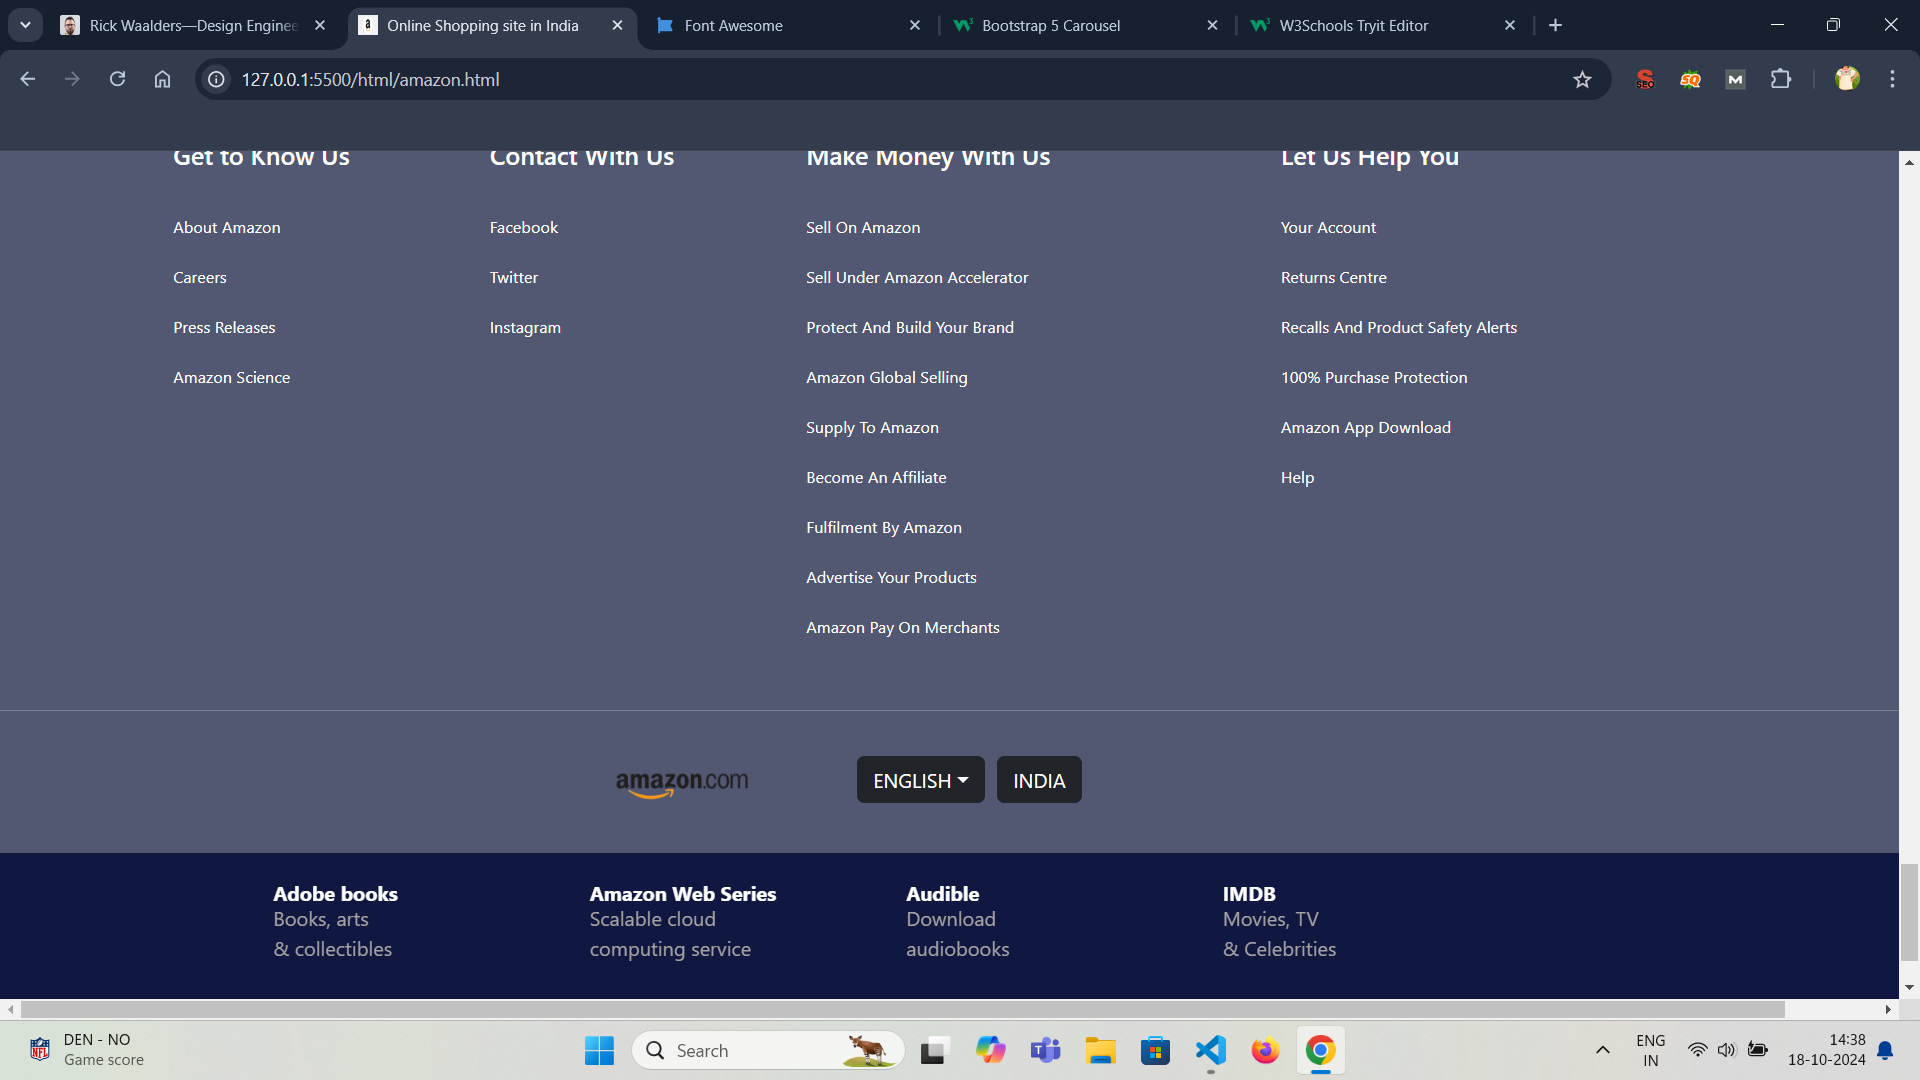 Rick Waalders—Design Enginee
Online Shopping site in India
Font Awesome
Bootstrap 5 Carousel
W3Schools Tryit Editor
127.0.0.1:5500/html/amazon.html
SEO
SQ
M
Get to Know Us
About Amazon
Careers
Press Releases
Amazon Science
Contact With Us
Facebook
Twitter
Instagram
Make Money With Us
Sell On Amazon
Sell Under Amazon Accelerator
Protect And Build Your Brand
Amazon Global Selling
Supply To Amazon
Become An Affiliate
Fulfilment By Amazon
Advertise Your Products
Amazon Pay On Merchants
Let Us Help You
Your Account
Returns Centre
Recalls And Product Safety Alerts
100% Purchase Protection
Amazon App Download
Help
amazon.com
ENGLISH
INDIA
Adobe books
Books, arts
& collectibles
Amazon Web Series
Scalable cloud
computing service
Audible
Download
audiobooks
IMDB
Movies, TV
& Celebrities
DEN - NO
Game score
Search
ENG
IN
14:38
18-10-2024